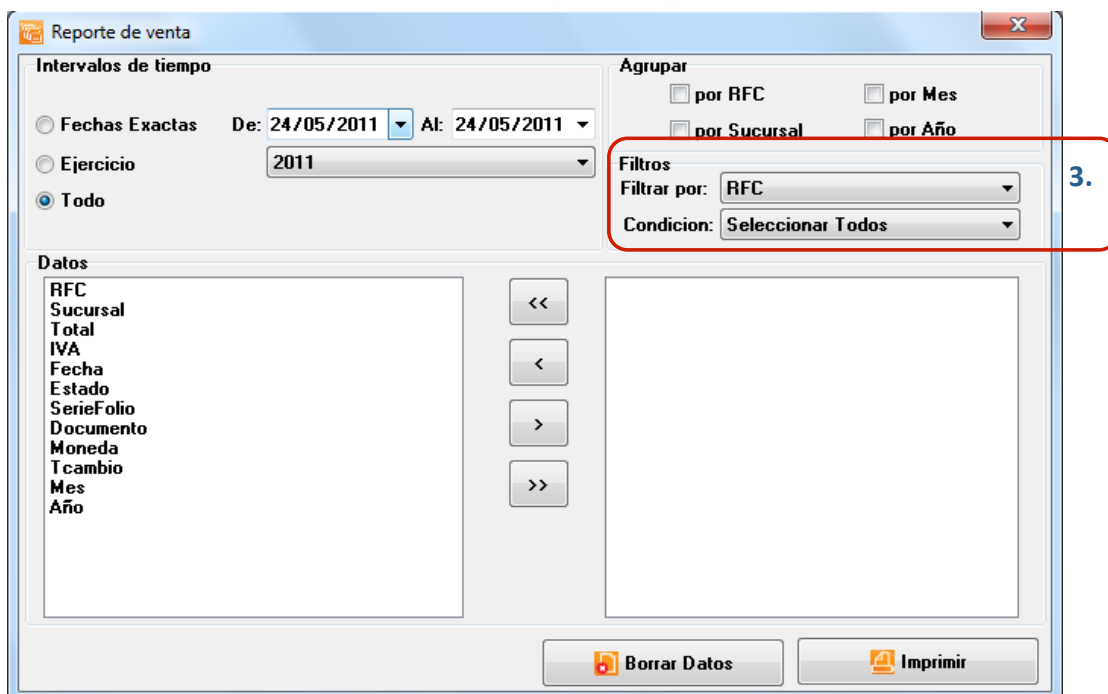 Reporte de venta
Intervalos de tiempo
Fechas Exactas De: 24/05/2011 Al: 24/05/2011
Ejercicio 2011
Todo
Agrupar
por RFC por Mes
por Sucursal por Año
Filtros
Filtrar por: RFC
Condicion: Seleccionar Todos
3.
Datos
RFC
Sucursal
Total
IVA
Fecha
Estado
SerieFolio
Documento
Moneda
Tcambio
Mes
Año
<<
<
>
>>
Borrar Datos Imprimir